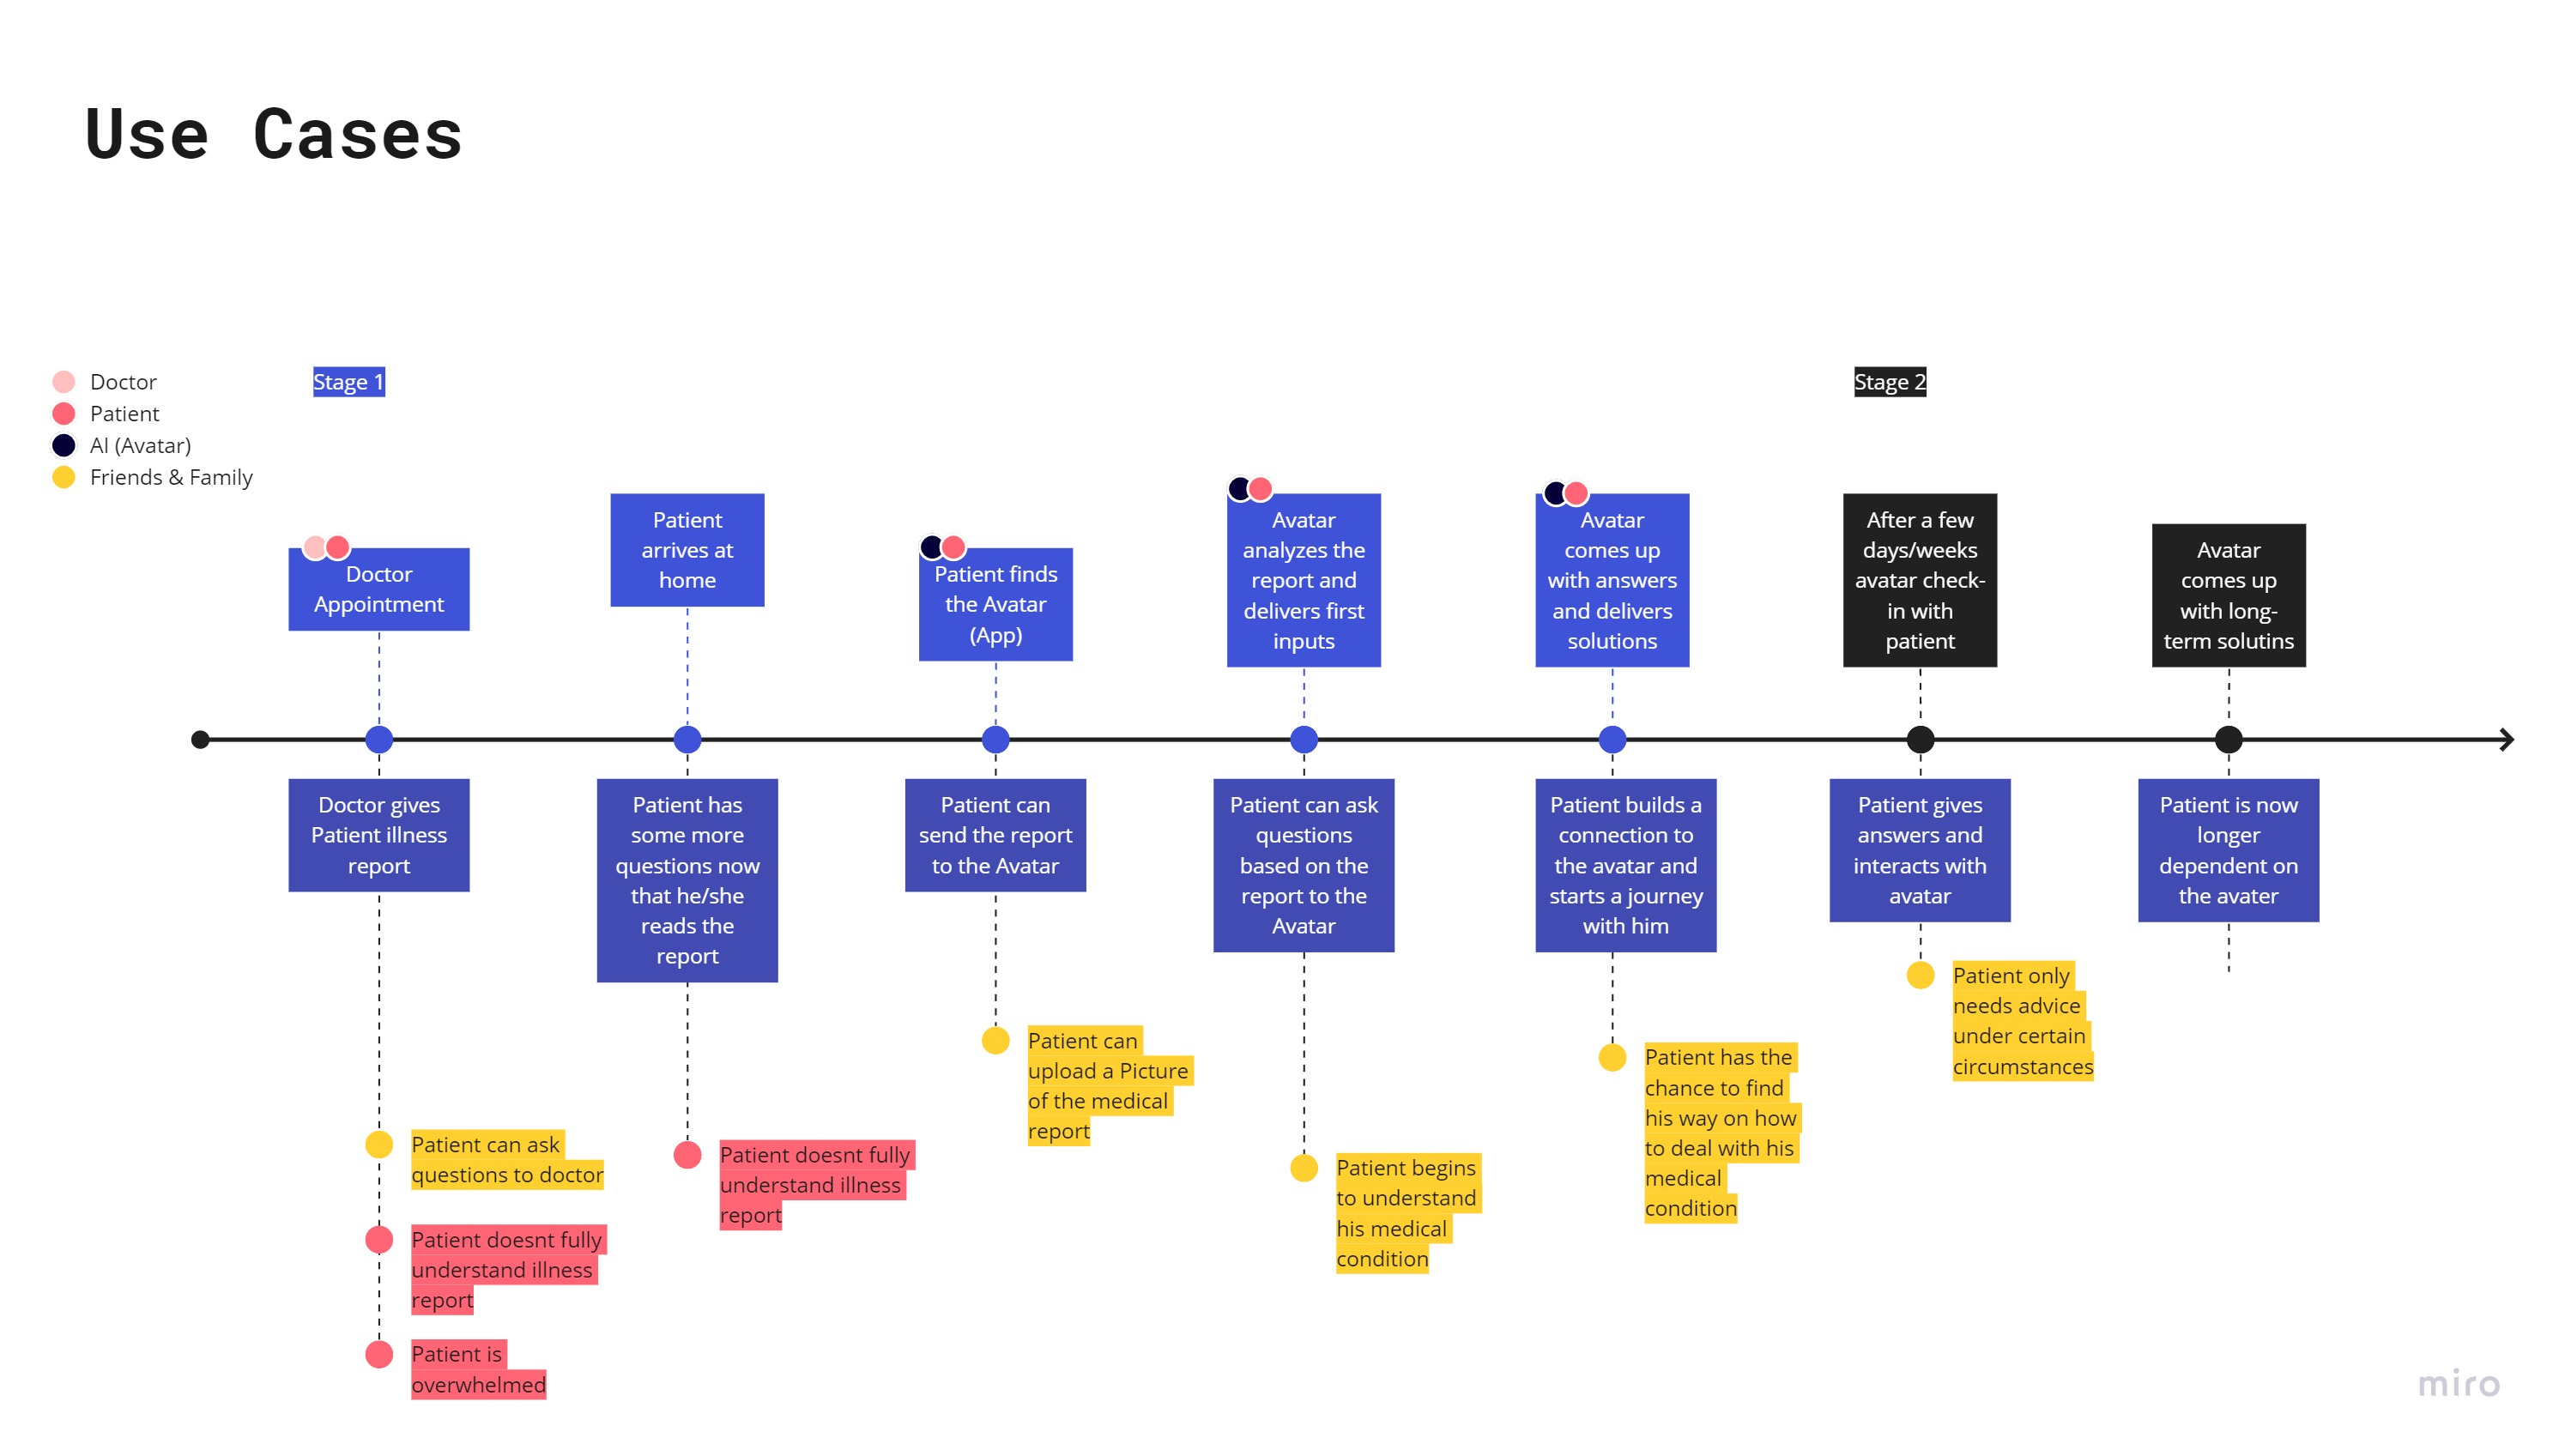 Use Cases
Doctor
Patient
AI (Avatar)
Friends & Family
Stage 1
Stage 2
Doctor
Appointment
Patient
arrives at
home
Patient finds
the Avatar
(App)
Avatar
analyzes the
report and
delivers first
inputs
Avatar
comes up
with answers
and delivers
solutions
After a few
days/weeks
avatar check-
in with
patient
Avatar
comes up
with long-
term solutins
Doctor gives
Patient illness
report
Patient has
some more
questions now
that he/she
reads the
report
Patient can
send the report
to the Avatar
Patient can ask
questions
based on the
report to the
Avatar
Patient builds a
connection to
the avatar and
starts a journey
with him
Patient gives
answers and
interacts with
avatar
Patient is now
longer
dependent on
the avater
Patient can ask
questions to doctor
Patient doesnt fully
understand illness
report
Patient is
overwhelmed
Patient doesnt fully
understand illness
report
Patient can
upload a Picture
of the medical
report
Patient begins
to understand
his medical
condition
Patient has the
chance to find
his way on how
to deal with his
medical
condition
Patient only
needs advice
under certain
circumstances
miro